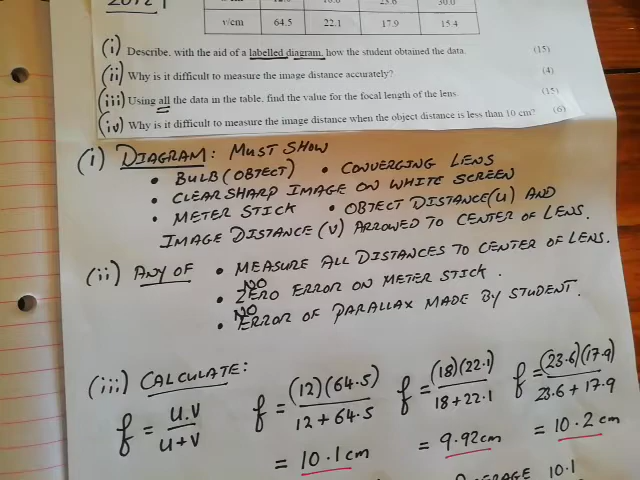 2012
23.6 30.0
v/cm 64.5 22.1 17.9 15.4
(i) Describe, with the aid of a labelled diagram, how the student obtained the data. (15)
(ii) Why is it difficult to measure the image distance accurately? (4)
(iii) Using all the data in the table, find the value for the focal length of the lens. (15)
(iv) Why is it difficult to measure the image distance when the object distance is less than 10 cm? (6)
(i) DIAGRAM: MUST SHOW
• BULB (OBJECT) • CONVERGING LENS
• CLEAR SHARP IMAGE ON WHITE SCREEN
• METER STICK • OBJECT DISTANCE (U) AND
IMAGE DISTANCE (V) ARROWED TO CENTER OF LENS.
(ii) ANY OF • MEASURE ALL DISTANCES TO CENTER OF LENS.
• NO ZERO ERROR ON METER STICK.
• NO ERROR OF PARALLAX MADE BY STUDENT.
(iii) CALCULATE:
f = U.V / U+V f = (12)(64.5) / 12 + 64.5 f = (18)(22.1) / 18 + 22.1 f = (23.6)(17.9) / 23.6 + 17.9
= 10.1 cm = 9.92cm = 10.2 cm
AVERAGE 10.1